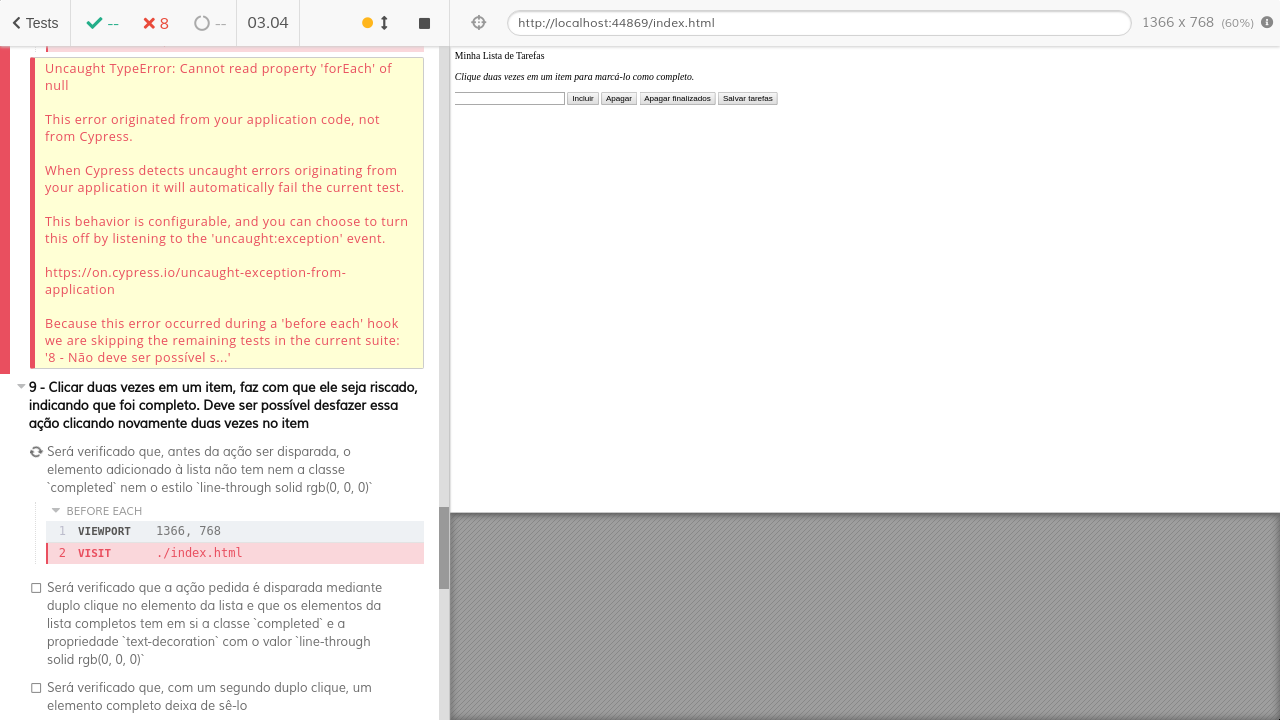 Tests
--
8
--
03.04
http://localhost:44869/index.html
1366 x 768 (60%)
Uncaught TypeError: Cannot read property 'forEach' of
null
This error originated from your application code, not
from Cypress.
When Cypress detects uncaught errors originating from
your application it will automatically fail the current test.
This behavior is configurable, and you can choose to turn
this off by listening to the 'uncaught:exception' event.
https://on.cypress.io/uncaught-exception-from-
application
Because this error occurred during a 'before each' hook
we are skipping the remaining tests in the current suite:
'8 - Não deve ser possível s...'
9 - Clicar duas vezes em um item, faz com que ele seja riscado,
indicando que foi completo. Deve ser possível desfazer essa
ação clicando novamente duas vezes no item
Será verificado que, antes da ação ser disparada, o
elemento adicionado à lista não tem nem a classe
`completed` nem o estilo `line-through solid rgb(0, 0, 0)`
BEFORE EACH
1 VIEWPORT 1366, 768
2 VISIT ./index.html
Será verificado que a ação pedida é disparada mediante
duplo clique no elemento da lista e que os elementos da
lista completos tem em si a classe `completed` e a
propriedade `text-decoration` com o valor `line-through
solid rgb(0, 0, 0)`
Será verificado que, com um segundo duplo clique, um
elemento completo deixa de sê-lo
Minha Lista de Tarefas
Clique duas vezes em um item para marcá-lo como completo.
Incluir Apagar Apagar finalizados Salvar tarefas